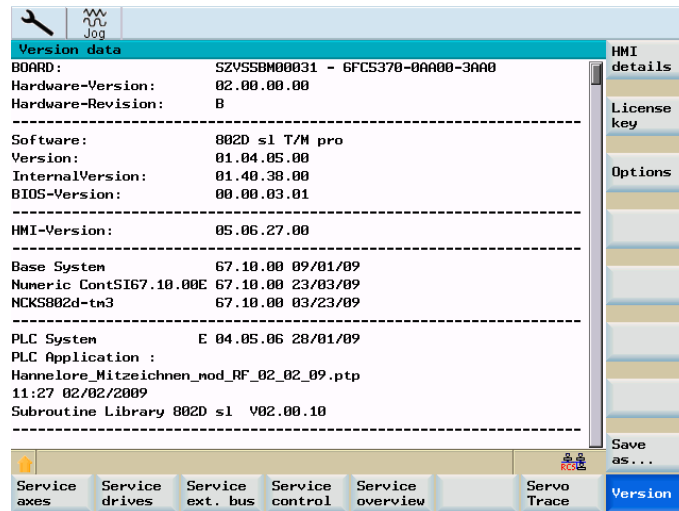 Jog
Version data
BOARD: SZVS5BM00031 - 6FC5370-0AA00-3AA0
Hardware-Version: 02.00.00.00
Hardware-Revision: B
Software: 802D sl T/M pro
Version: 01.04.05.00
InternalVersion: 01.40.38.00
BIOS-Version: 00.00.03.01
HMI-Version: 05.06.27.00
Base System 67.10.00 09/01/09
Numeric ContSI67.10.00E 67.10.00 23/03/09
NCKS802d-tm3 67.10.00 03/23/09
PLC System E 04.05.06 28/01/09
PLC Application :
Hannelore_Mitzeichnen_mod_RF_02_02_09.ptp
11:27 02/02/2009
Subroutine Library 802D sl V02.00.10
HMI
details
License
key
Options
Save
as...
RCS
Service
axes
Service
drives
Service
ext. bus
Service
control
Service
overview
Servo
Trace
Version